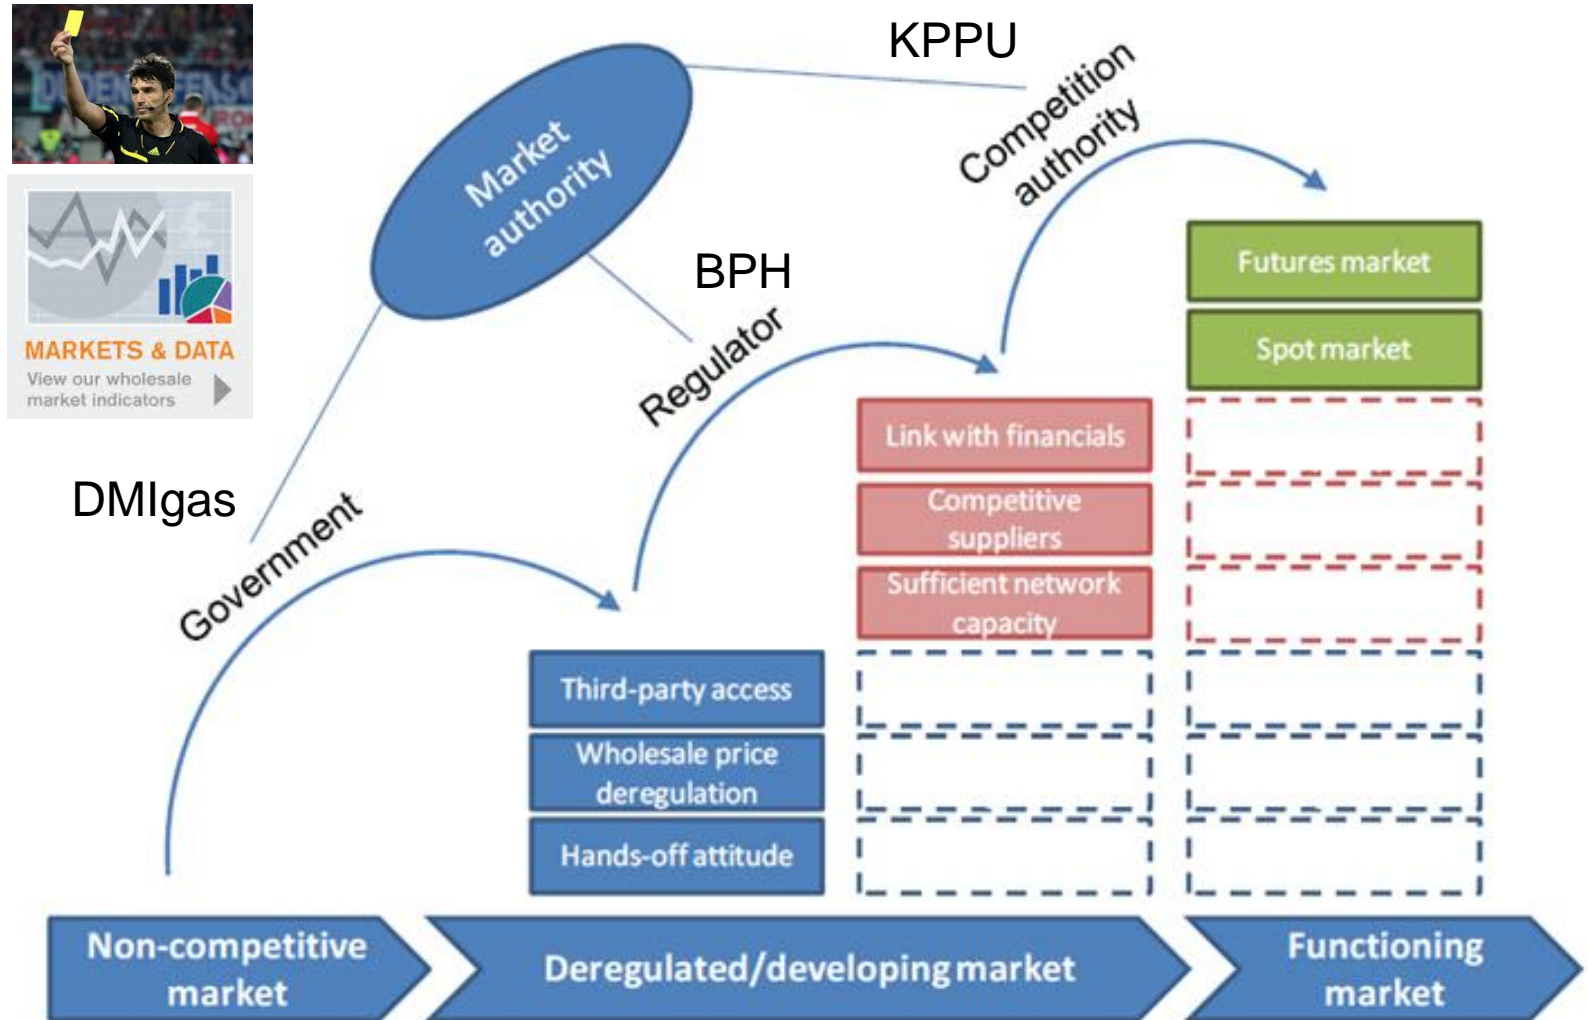 KPPU
Competition
authority
Market
authority
BPH
Regulator
MARKETS & DATA
View our wholesale
market indicators
DMIgas
Government
Futures market
Spot market
Link with financials
Competitive
suppliers
Sufficient network
capacity
Third-party access
Wholesale price
deregulation
Hands-off attitude
Non-competitive
market
Deregulated/developing market
Functioning
market